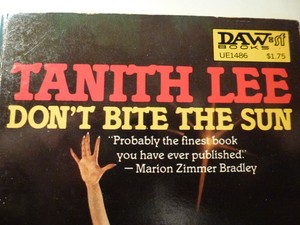 DAW sf
BOOKS
UE1486 $1.75
TANITH LEE
DON'T BITE THE SUN
"Probably the finest book
you have ever published."
— Marion Zimmer Bradley